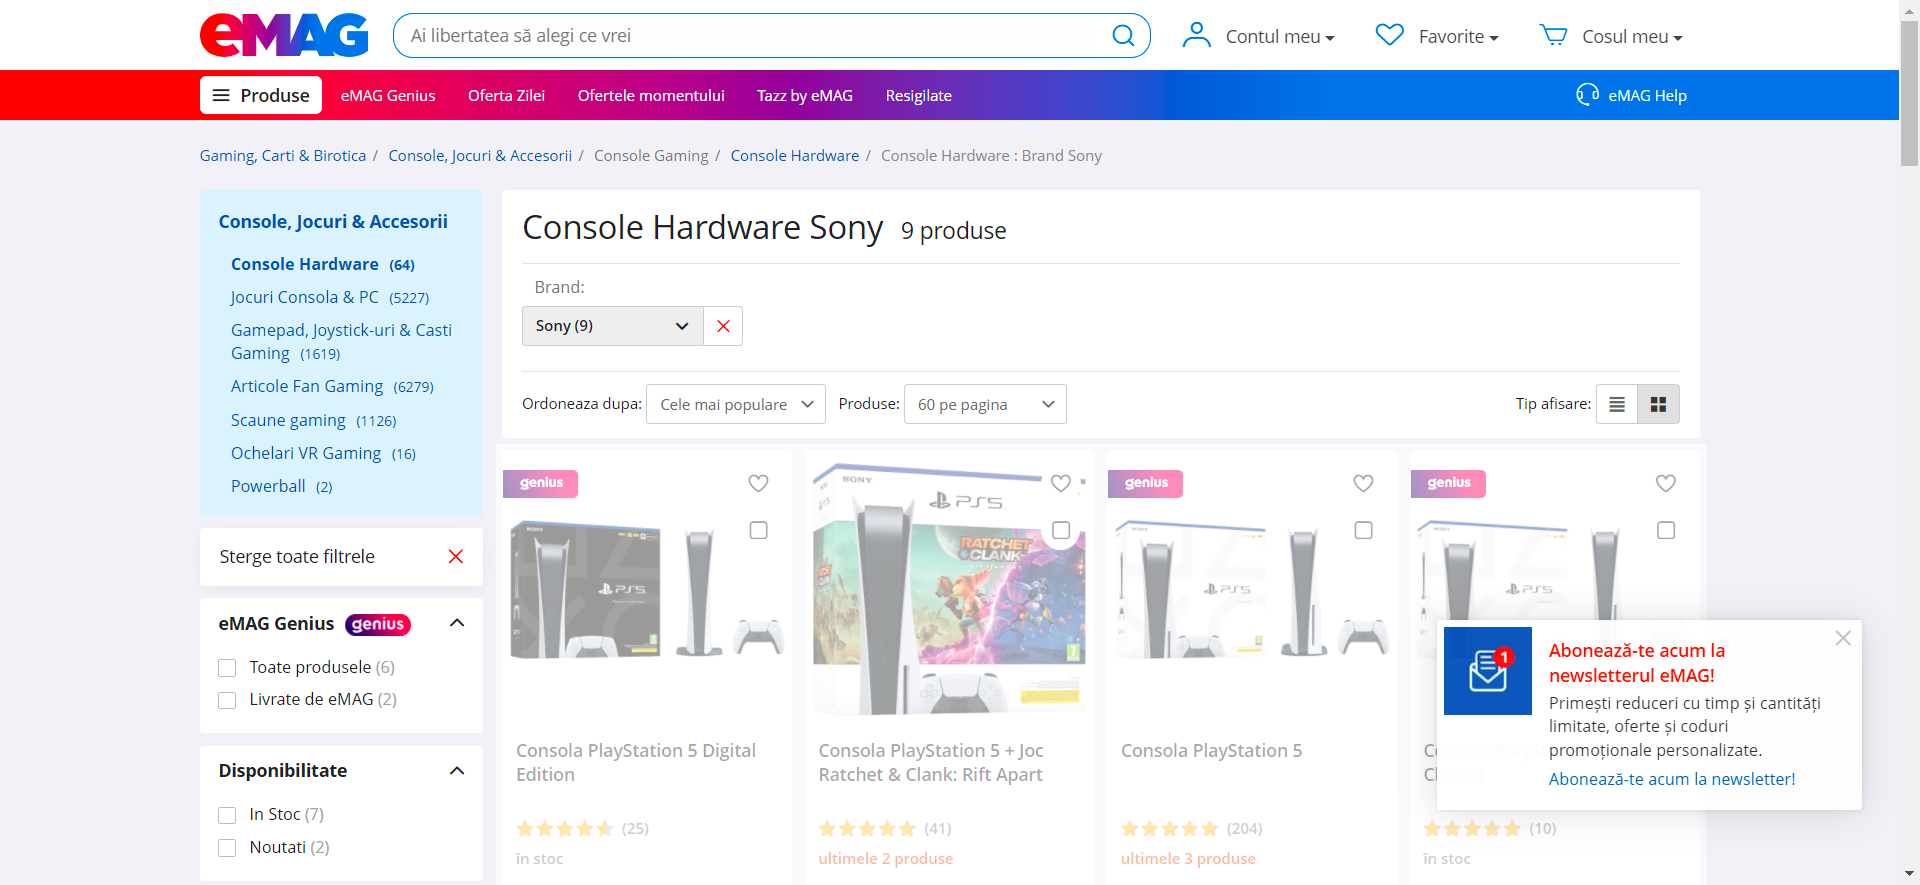 eMAG
Ai libertatea să alegi ce vrei
Contul meu
Favorite
Cosul meu
Produse
eMAG Genius
Oferta Zilei
Ofertele momentului
Tazz by eMAG
Resigilate
eMAG Help
Gaming, Carti & Birotica / Console, Jocuri & Accesorii / Console Gaming / Console Hardware / Console Hardware : Brand Sony
Console, Jocuri & Accesorii
Console Hardware (64)
Jocuri Consola & PC (5227)
Gamepad, Joystick-uri & Casti
Gaming (1619)
Articole Fan Gaming (6279)
Scaune gaming (1126)
Ochelari VR Gaming (16)
Powerball (2)
Sterge toate filtrele
eMAG Genius genius
Toate produsele (6)
Livrate de eMAG (2)
Disponibilitate
In Stoc (7)
Noutati (2)
Console Hardware Sony 9 produse
Brand:
Sony (9)
Ordoneaza dupa: Cele mai populare
Produse: 60 pe pagina
Tip afisare:
genius
PS5
Consola PlayStation 5 Digital
Edition
(25)
în stoc
SONY
PS5
RATCHET
CLANK
Consola PlayStation 5 + Joc
Ratchet & Clank: Rift Apart
(41)
ultimele 2 produse
genius
PS5
Consola PlayStation 5
(204)
ultimele 3 produse
genius
PS5
(10)
în stoc
1
Abonează-te acum la
newsletterul eMAG!
Primești reduceri cu timp și cantități
limitate, oferte și coduri
promoționale personalizate.
Abonează-te acum la newsletter!